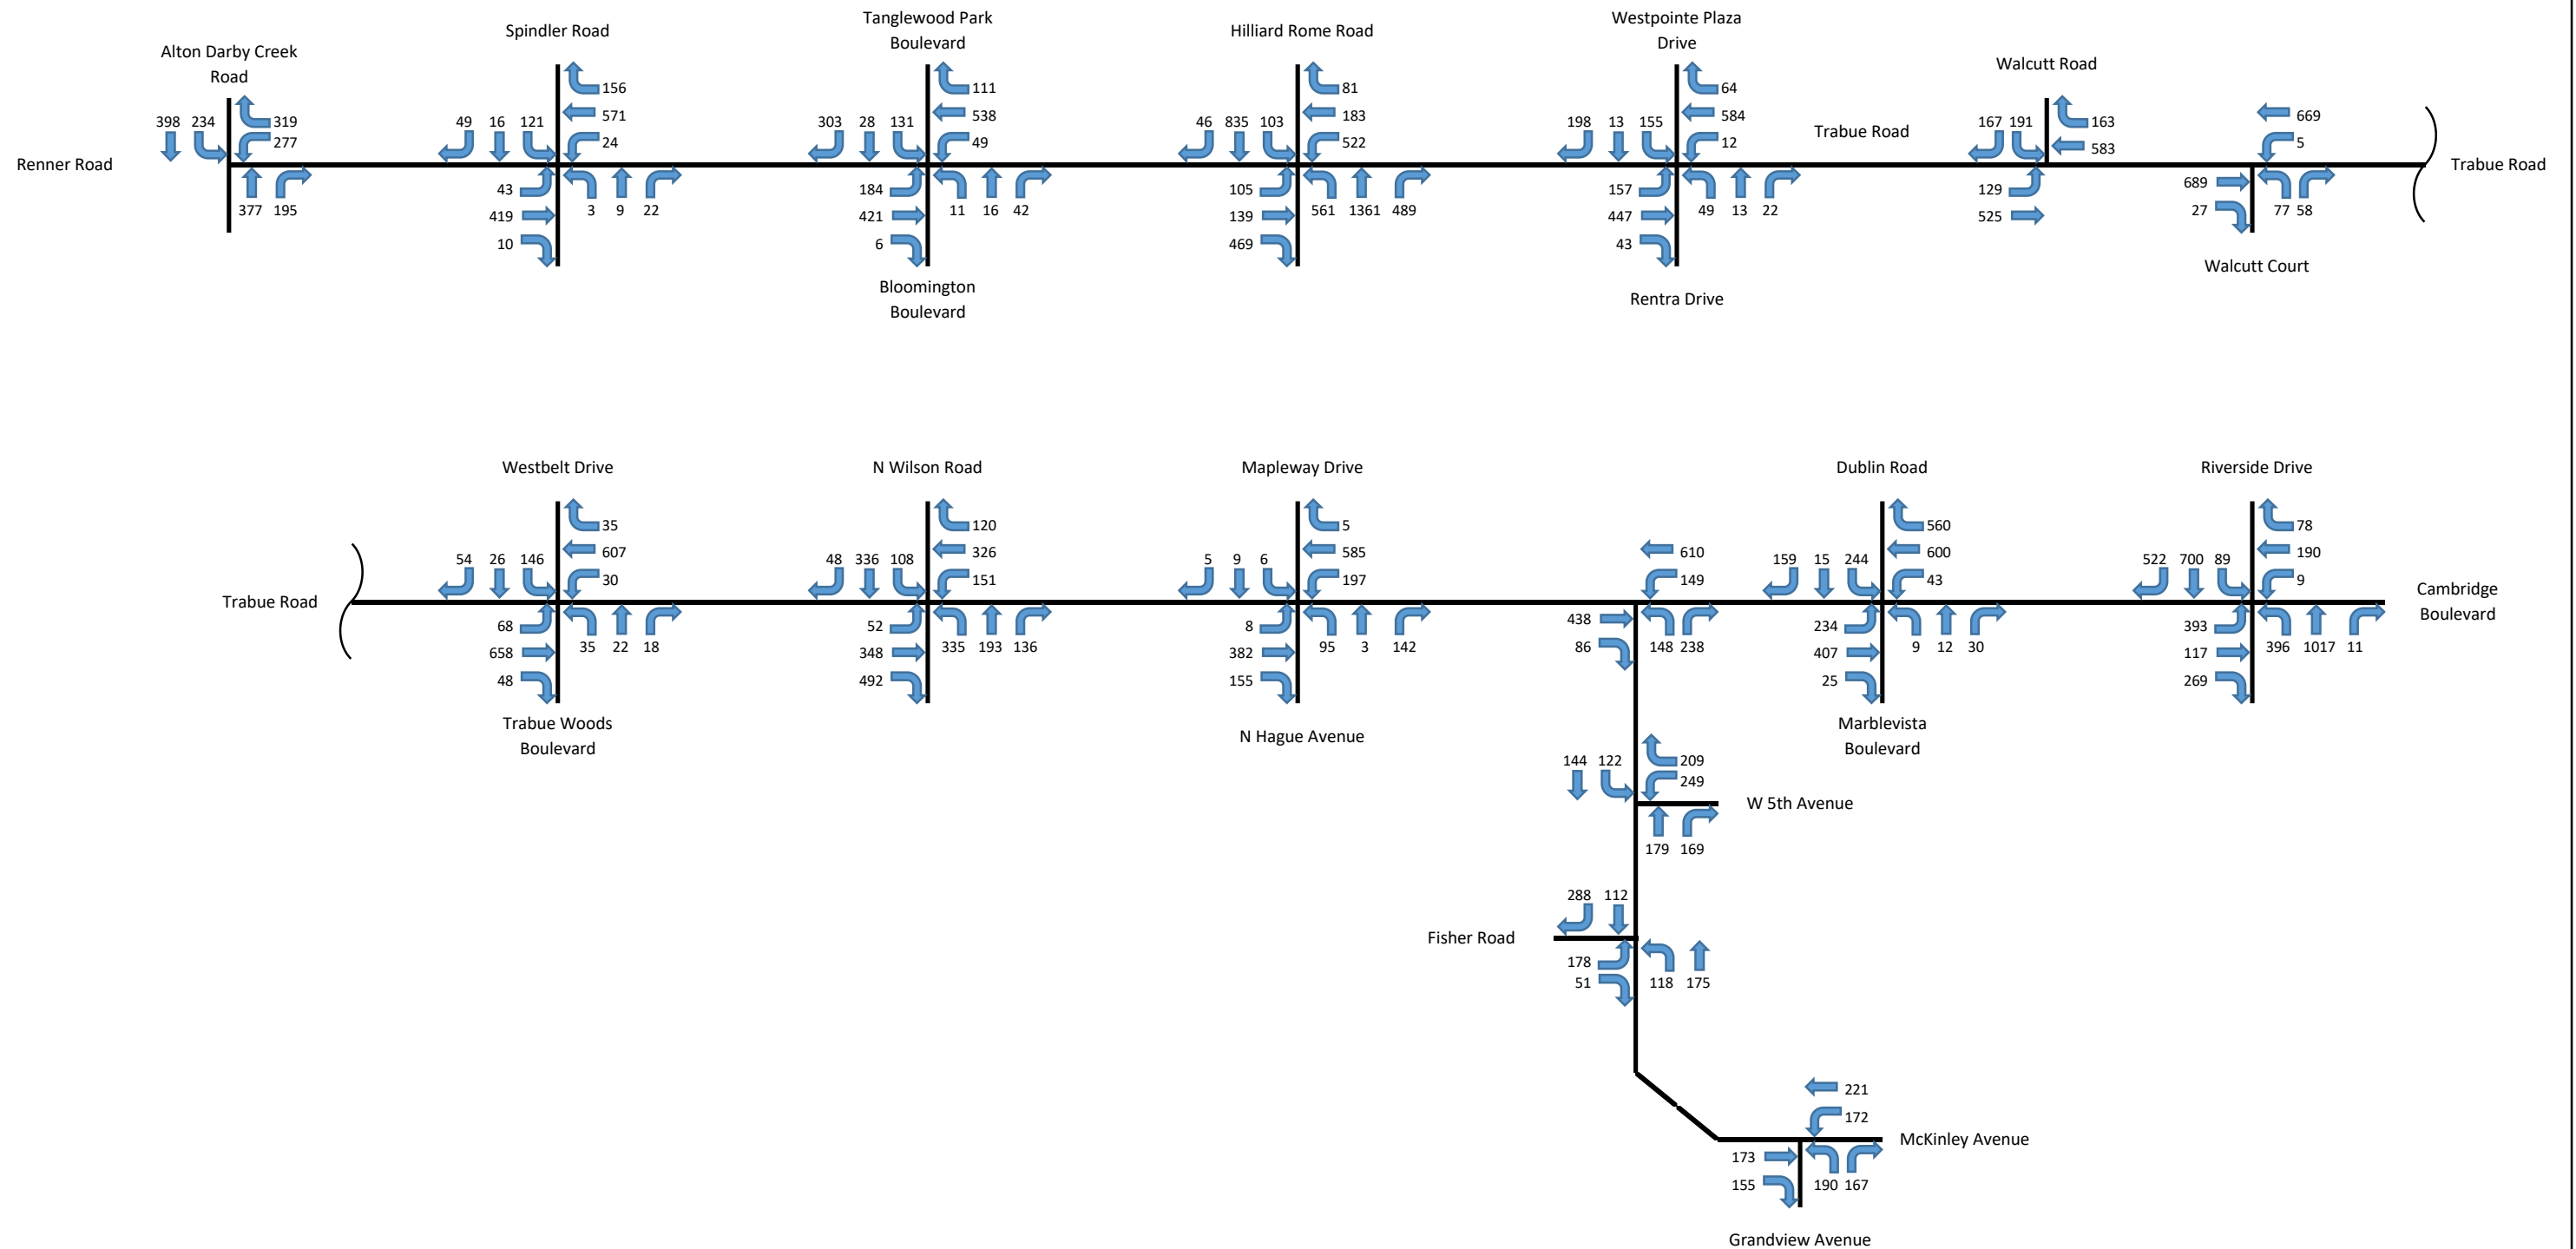 Tanglewood Park
Westpointe Plaza
Spindler Road
Boulevard
Hilliard Rome Road
Drive
Alton Darby Creek
Road
Walcutt Road
156
111
81
64
571
538
183
584
669
398 234
319
49 16 121
303 28 131
46 835 103
198 13 155
Trabue Road
167 191
163
277
24
49
522
12
583
5
Renner Road
Trabue Road
43
184
105
157
129
689
377 195
419
3 9 22
421
11 16 42
139
561 1361 489
447
49 13 22
525
27
77 58
10
6
469
43
Walcutt Court
Bloomington
Boulevard
Rentra Drive
Westbelt Drive
N Wilson Road
Mapleway Drive
Dublin Road
Riverside Drive
35
120
5
560
78
607
326
585
610
600
190
54 26 146
48 336 108
5 9 6
159 15 244
522 700 89
30
151
197
149
43
9
Trabue Road
Cambridge
Boulevard
68
52
8
438
234
393
658
35 22 18
348
335 193 136
382
95 3 142
86
148 238
407
9 12 30
117
396 1017 11
48
492
155
25
269
Trabue Woods
Boulevard
N Hague Avenue
Marblevista
Boulevard
144 122
209
249
W 5th Avenue
179 169
288 112
Fisher Road
178
51
118 175
221
172
McKinley Avenue
173
155
190 167
Grandview Avenue